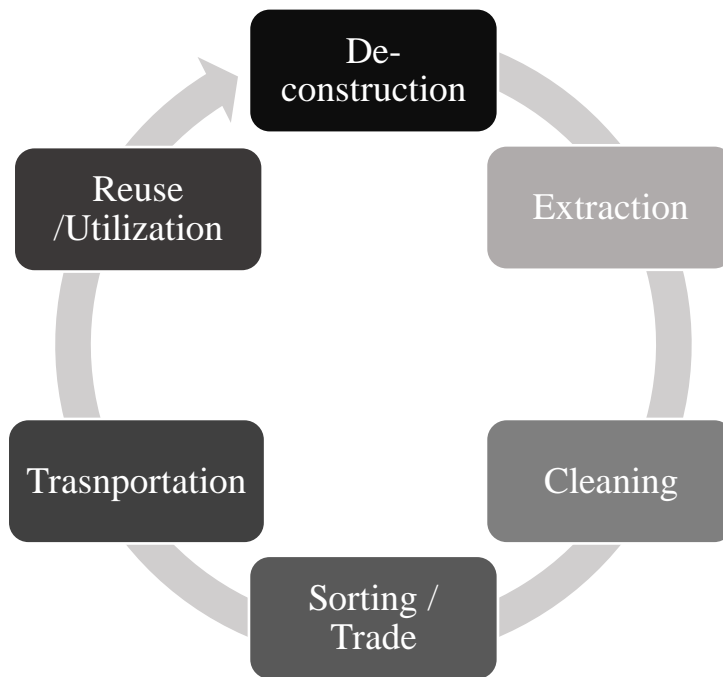 De-
construction
Extraction
Cleaning
Sorting /
Trade
Trasnportation
Reuse
/Utilization